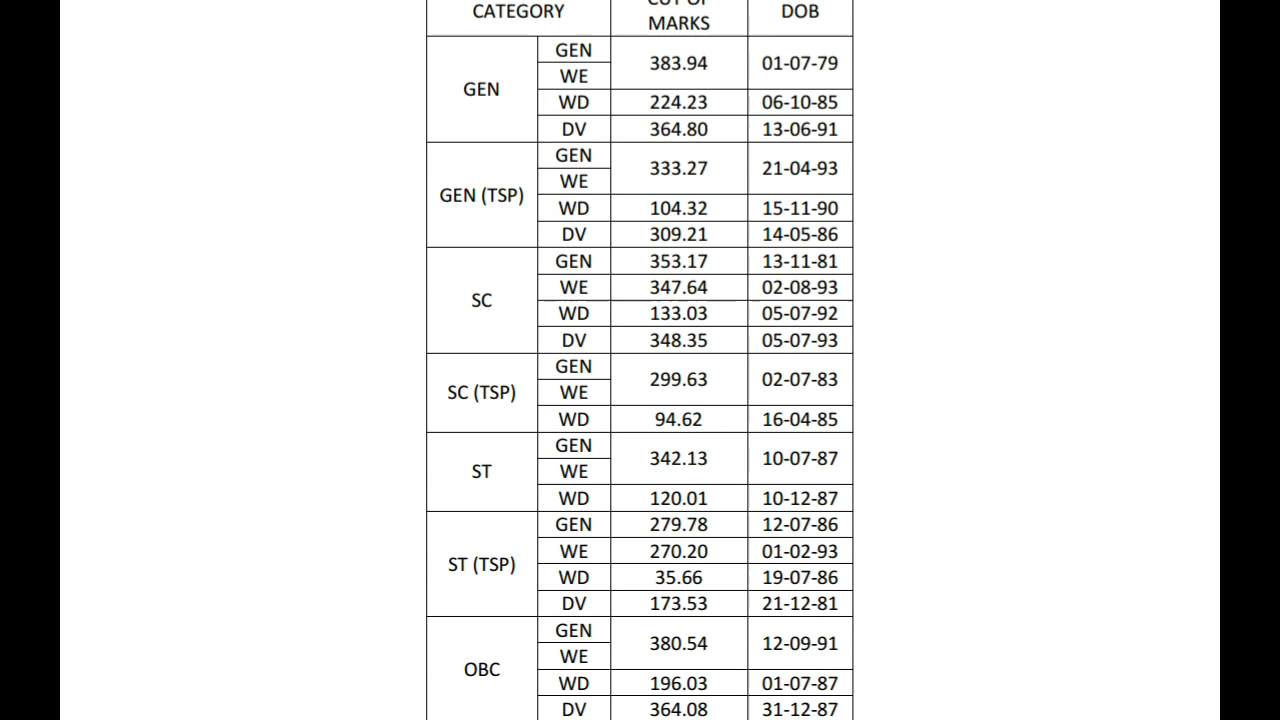 CATEGORY CUT OF MARKS DOB
GEN GEN 383.94 01-07-79
WE
WD 224.23 06-10-85
DV 364.80 13-06-91
GEN (TSP) GEN 333.27 21-04-93
WE
WD 104.32 15-11-90
DV 309.21 14-05-86
SC GEN 353.17 13-11-81
WE 347.64 02-08-93
WD 133.03 05-07-92
DV 348.35 05-07-93
SC (TSP) GEN 299.63 02-07-83
WE
WD 94.62 16-04-85
ST GEN 342.13 10-07-87
WE
WD 120.01 10-12-87
ST (TSP) GEN 279.78 12-07-86
WE 270.20 01-02-93
WD 35.66 19-07-86
DV 173.53 21-12-81
OBC GEN 380.54 12-09-91
WE
WD 196.03 01-07-87
DV 364.08 31-12-87